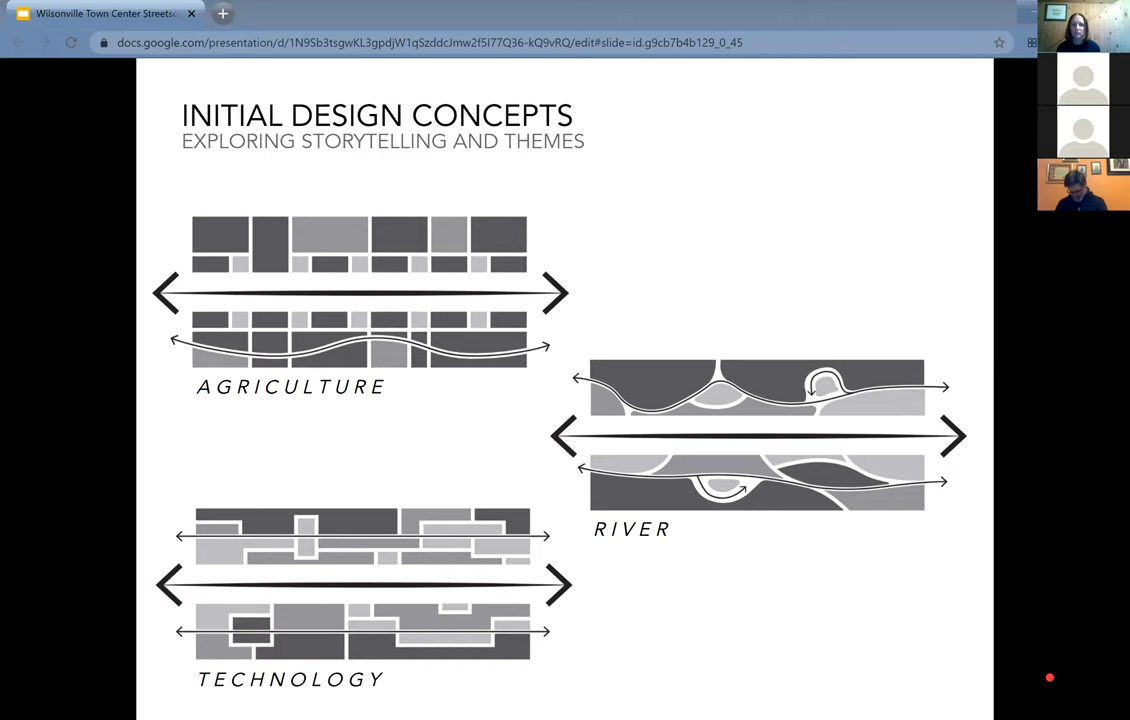 Wilsonville Town Center Streetsc
docs.google.com/presentation/d/1N9Sb3tsgwKL3gpdjW1qSzddcJmw2f5I77Q36-kQ9vRQ/edit#slide=id.g9cb7b4b129_0_45
INITIAL DESIGN CONCEPTS
EXPLORING STORYTELLING AND THEMES
AGRICULTURE
RIVER
TECHNOLOGY